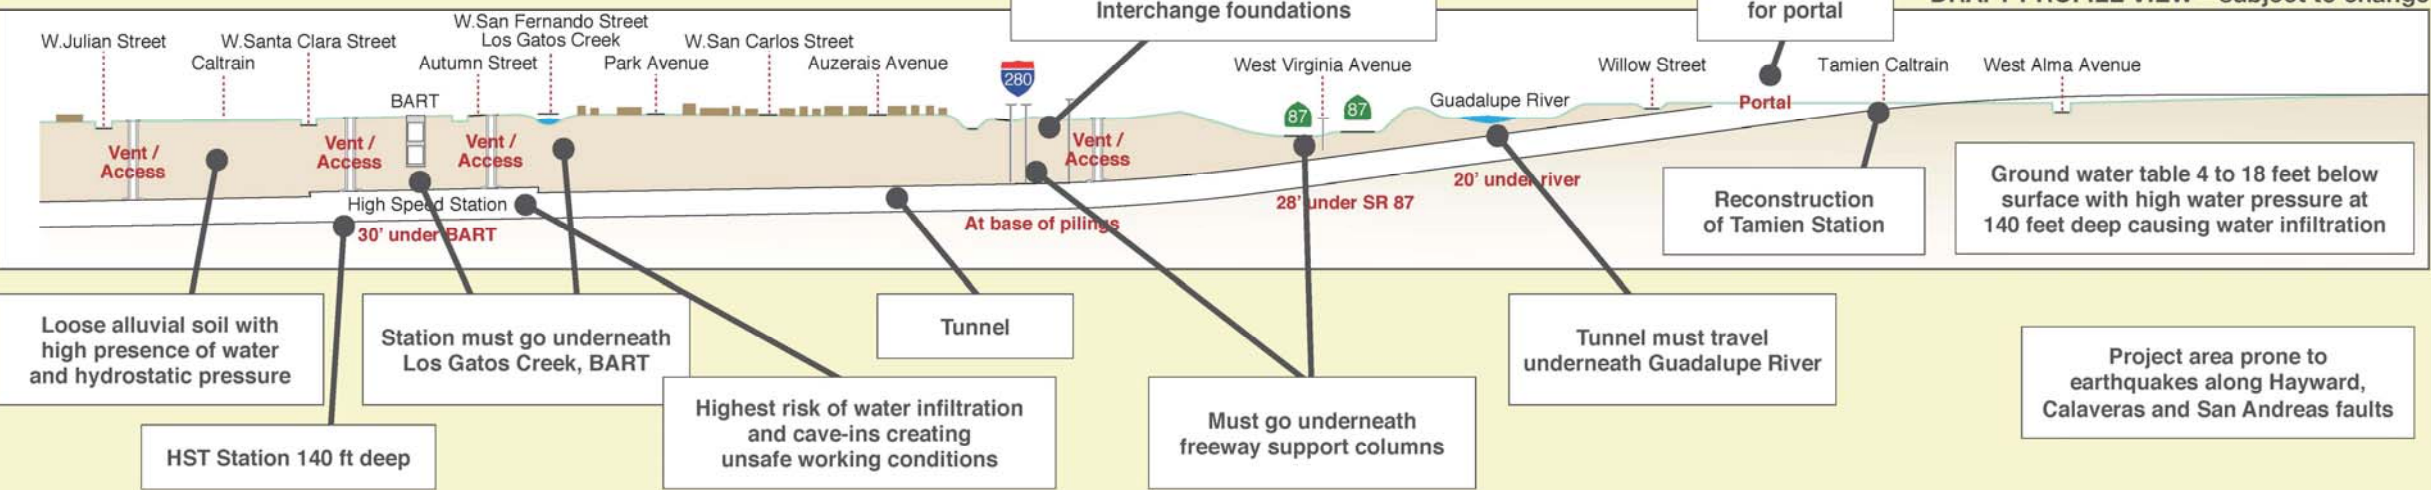 Interchange foundations
for portal
DRAFT PROFILE VIEW – subject to change
W.San Fernando Street
Los Gatos Creek
W.Julian Street
W.Santa Clara Street
W.San Carlos Street
Caltrain
Autumn Street
Park Avenue
Auzerais Avenue
280
West Virginia Avenue
Willow Street
Tamien Caltrain
West Alma Avenue
BART
87
87
Guadalupe River
Portal
Vent /
Access
Vent /
Access
Vent /
Access
Vent /
Access
High Speed Station
30' under BART
At base of pilings
28' under SR 87
20' under river
Reconstruction
of Tamien Station
Ground water table 4 to 18 feet below
surface with high water pressure at
140 feet deep causing water infiltration
Loose alluvial soil with
high presence of water
and hydrostatic pressure
Station must go underneath
Los Gatos Creek, BART
Tunnel
Tunnel must travel
underneath Guadalupe River
Project area prone to
earthquakes along Hayward,
Calaveras and San Andreas faults
HST Station 140 ft deep
Highest risk of water infiltration
and cave-ins creating
unsafe working conditions
Must go underneath
freeway support columns